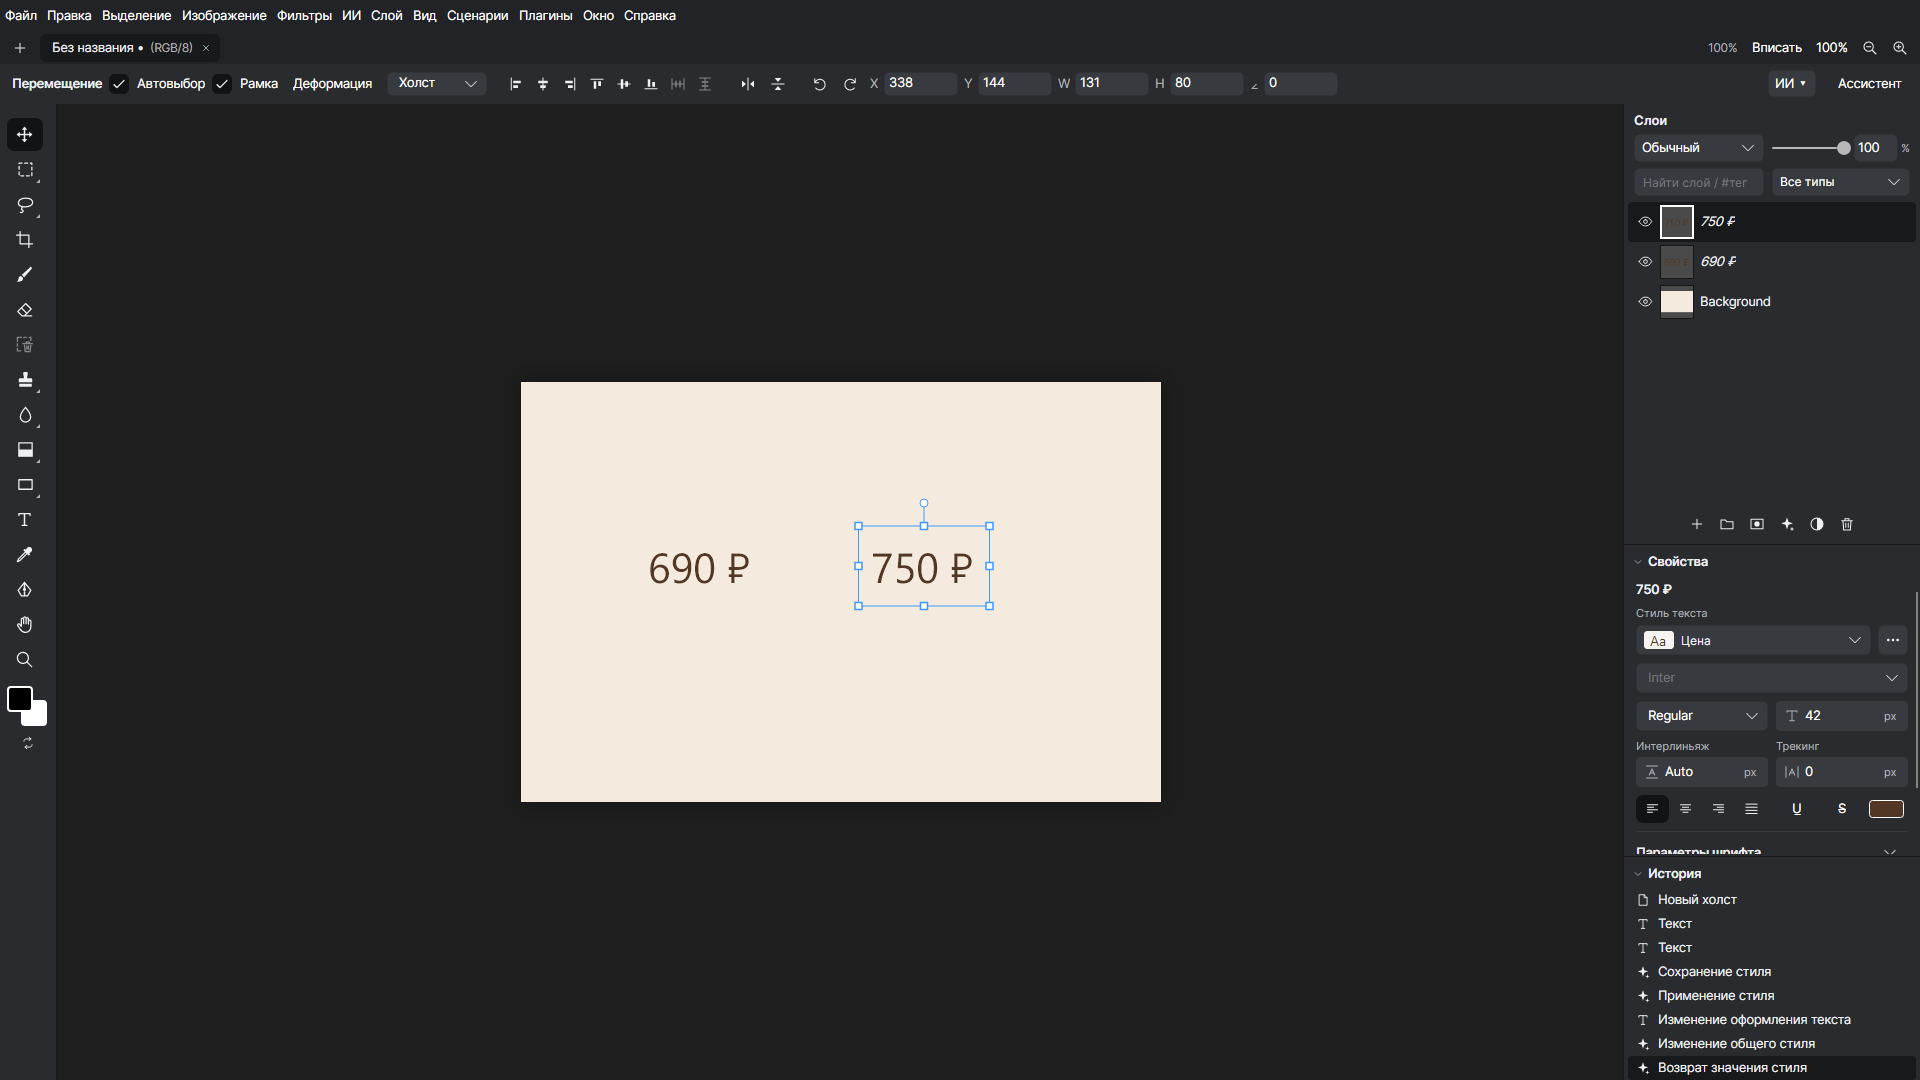 Файл Правка Выделение Изображение Фильтры ИИ Слой Вид Сценарии Плагины Окно Справка
Без названия • (RGB/8) ×
100% Вписать 100%
Перемещение Автовыбор Рамка Деформация Холст X 338 Y 144 W 131 H 80 0 ИИ Ассистент
Слои
Обычный 100 %
Найти слой / #тег Все типы
750 ₽
690 ₽
Background
690 ₽ 750 ₽
Свойства
750 ₽
Стиль текста
Aa Цена
Inter
Regular 42 px
Интерлиньяж Трекинг
Auto px 0 px
U S
Параметры шрифта
История
Новый холст
Текст
Текст
Сохранение стиля
Применение стиля
Изменение оформления текста
Изменение общего стиля
Возврат значения стиля